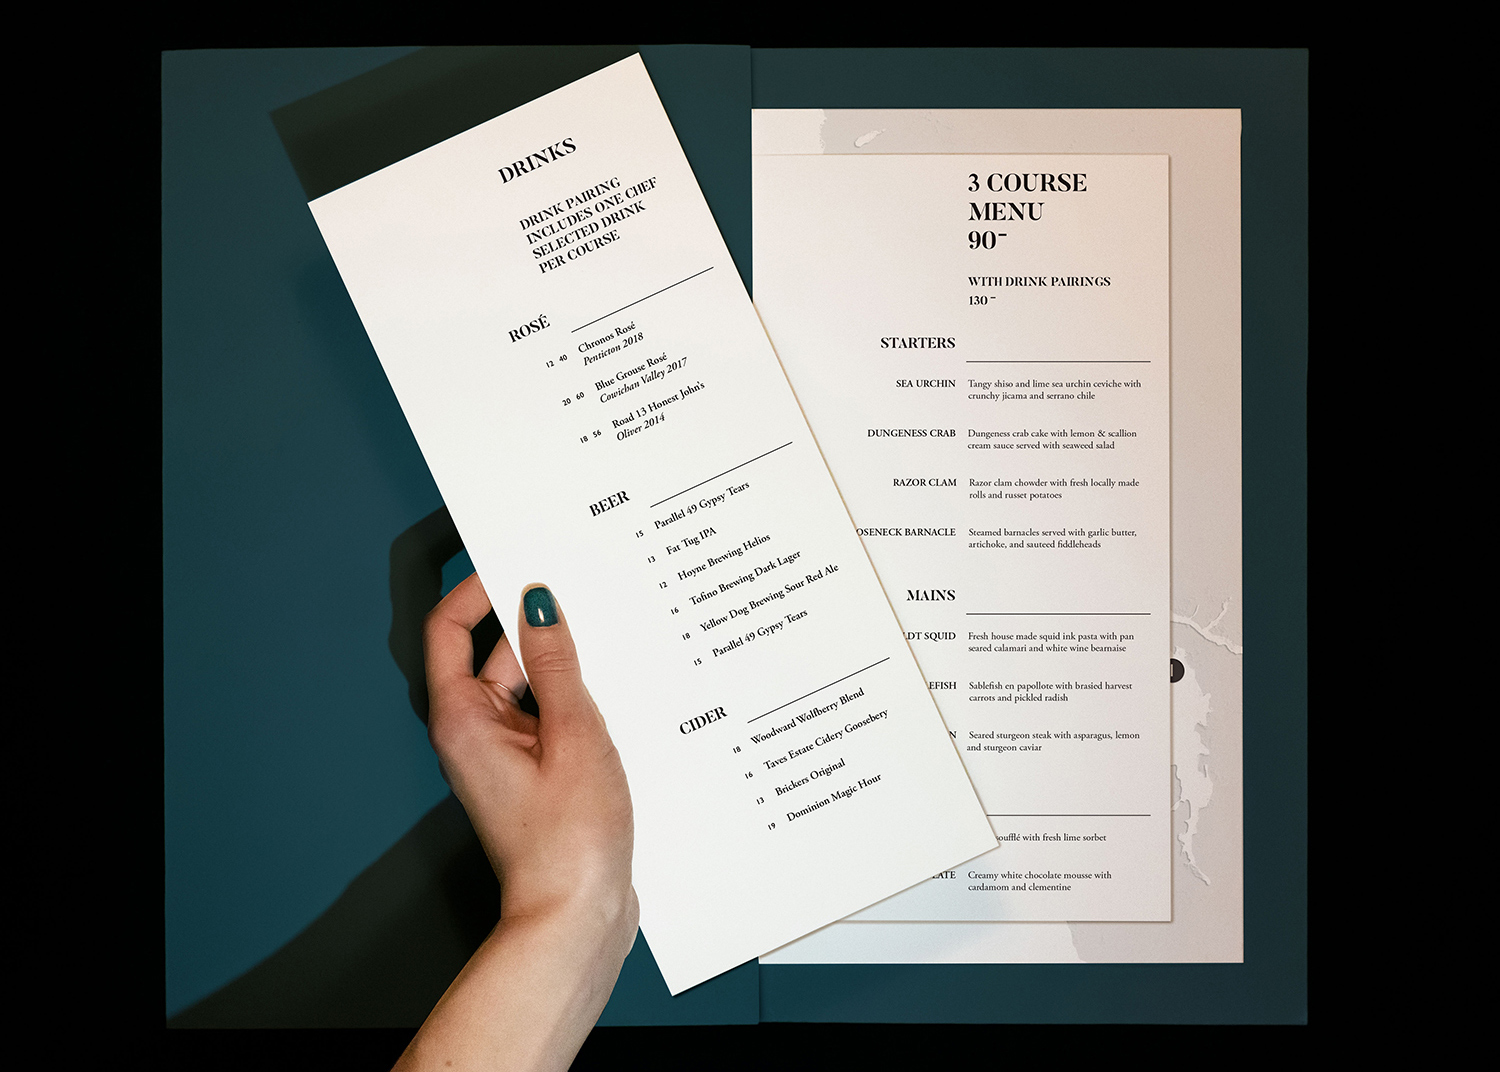 DRINKS
DRINK PAIRING
INCLUDES ONE CHEF
SELECTED DRINK
PER COURSE
ROSÉ
12 40 Chronos Rosé
Penticton 2018
20 60 Blue Grouse Rosé
Cowichan Valley 2017
18 56 Road 13 Honest John's
Oliver 2014
BEER
15 Parallel 49 Gypsy Tears
13 Fat Tug IPA
12 Hoyne Brewing Helios
16 Tofino Brewing Dark Lager
18 Yellow Dog Brewing Sour Red Ale
15 Parallel 49 Gypsy Tears
CIDER
18 Woodward Wolfberry Blend
16 Taves Estate Cidery Goosebery
13 Brickers Original
19 Dominion Magic Hour
3 COURSE
MENU
90-
WITH DRINK PAIRINGS
130-
STARTERS
SEA URCHIN Tangy shiso and lime sea urchin ceviche with
crunchy jicama and serrano chile
DUNGENESS CRAB Dungeness crab cake with lemon & scallion
cream sauce served with seaweed salad
RAZOR CLAM Razor clam chowder with fresh locally made
rolls and russet potatoes
OSENECK BARNACLE Steamed barnacles served with garlic butter,
artichoke, and sauteed fiddleheads
MAINS
LDT SQUID Fresh house made squid ink pasta with pan
seared calamari and white wine bearnaise
EFISH Sablefish en papollote with brasied harvest
carrots and pickled radish
N Seared sturgeon steak with asparagus, lemon
and sturgeon caviar
soufflé with fresh lime sorbet
LATE Creamy white chocolate mousse with
cardamom and clementine